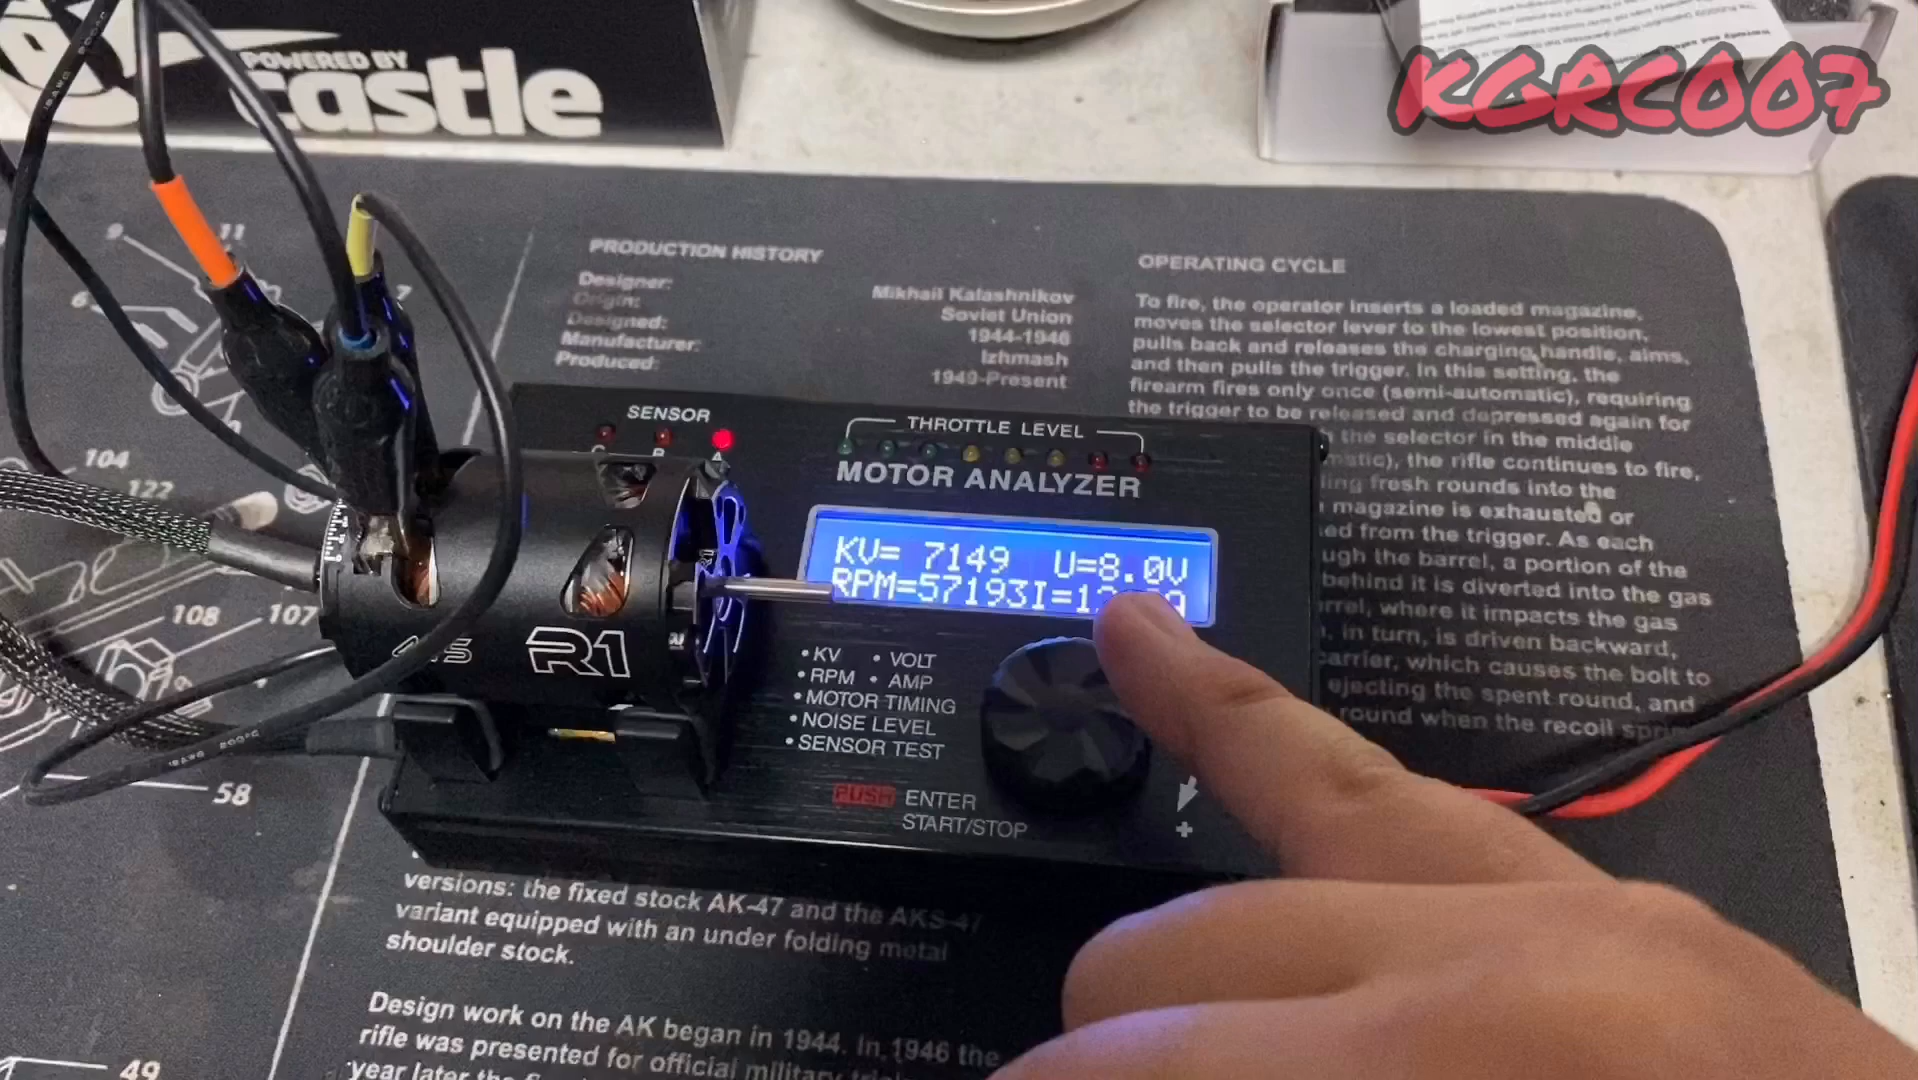 POWERED BY
castle
KGRC007
9
11
6
7
104
122
108
107
58
49
PRODUCTION HISTORY
Designer:
Mikhail Kalashnikov
Origin:
Soviet Union
Designed:
1944-1946
Manufacturer:
Izhmash
Produced:
1949-Present
OPERATING CYCLE
To fire, the operator inserts a loaded magazine,
moves the selector lever to the lowest position,
pulls back and releases the charging handle, aims,
and then pulls the trigger. In this setting, the
firearm fires only once (semi-automatic), requiring
the trigger to be released and depressed again for
the selector in the middle
the rifle continues to fire,
fresh rounds into the
magazine is exhausted or
from the trigger. As each
the barrel, a portion of the
behind it is diverted into the gas
where it impacts the gas
in turn, is driven backward,
which causes the bolt to
ejecting the spent round, and
round when the recoil
SENSOR
C B A
THROTTLE LEVEL
MOTOR ANALYZER
KV= 7149 U=8.0V
RPM=57193 I=
• KV • VOLT
• RPM • AMP
• MOTOR TIMING
• NOISE LEVEL
• SENSOR TEST
PUSH ENTER
START/STOP
+
R1
200°C
versions: the fixed stock AK-47 and the AKS-47
variant equipped with an under folding metal
shoulder stock.
Design work on the AK began in 1944. In 1946 the
rifle was presented for official military
year later the